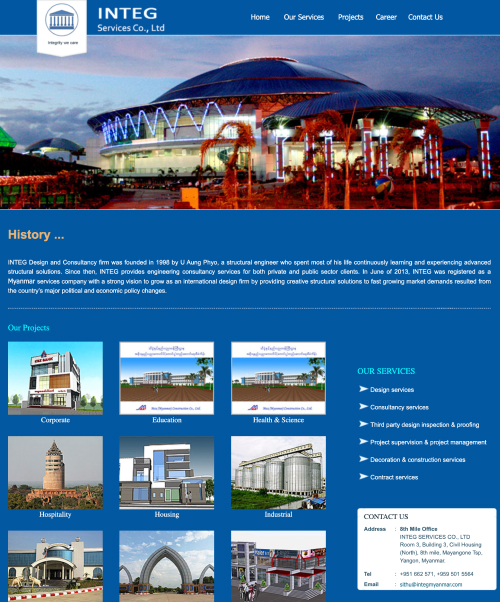 INTEG
Services Co., Ltd
Integrity we care
Home Our Services Projects Career Contact Us
History ...
INTEG Design and Consultancy firm was founded in 1998 by U Aung Phyo, a structural engineer who spent most of his life continuously learning and experiencing advanced
structural solutions. Since then, INTEG provides engineering consultancy services for both private and public sector clients. In June of 2013, INTEG was registered as a
Myanmar services company with a strong vision to grow as an international design firm by providing creative structural solutions to fast growing market demands resulted from
the country's major political and economic policy changes.
Our Projects
Corporate
Education
Health & Science
Hospitality
Housing
Industrial
OUR SERVICES
Design services
Consultancy services
Third party design inspection & proofing
Project supervision & project management
Decoration & construction services
Contract services
CONTACT US
Address : 8th Mile Office
INTEG SERVICES CO., LTD
Room 3, Building 3, Civil Housing
(North), 8th mile, Mayangone Tsp,
Yangon, Myanmar.
Tel : +951 662 571, +959 501 5564
Email : sithu@integmyanmar.com